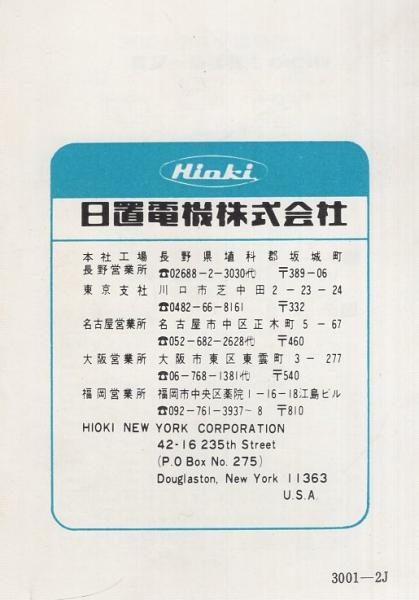 Hioki
日置電機株式会社
本社工場 長野県埴科郡坂城町
長野営業所 ☎02688-2-3030代 〒389-06
東京支社 川口市芝中田2-23-24
☎0482-66-8161 〒332
名古屋営業所 名古屋市中区正木町5-67
☎052-682-2628代 〒460
大阪営業所 大阪市東区東雲町3-277
☎06-768-1381代 〒540
福岡営業所 福岡市中央区薬院1-16-18江島ビル
☎092-761-3937~8 〒810
HIOKI NEW YORK CORPORATION
42-16 235th Street
(P.O Box No. 275)
Douglaston, New York 11363
U.S.A.
3001—2J